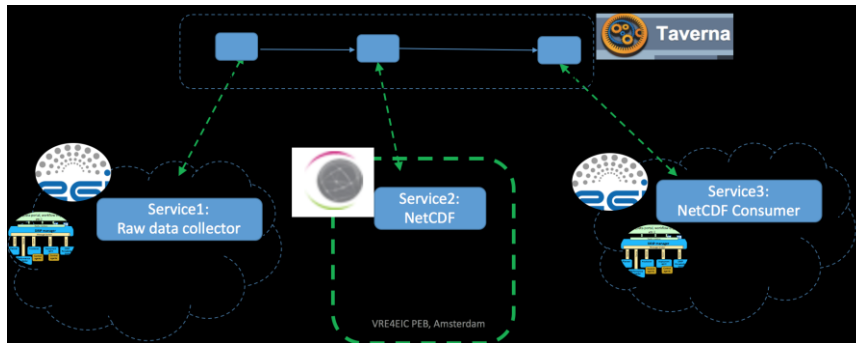 Taverna
Service1:
Raw data collector
Service2:
NetCDF
Service3:
NetCDF Consumer
VRE4EIC PEB, Amsterdam